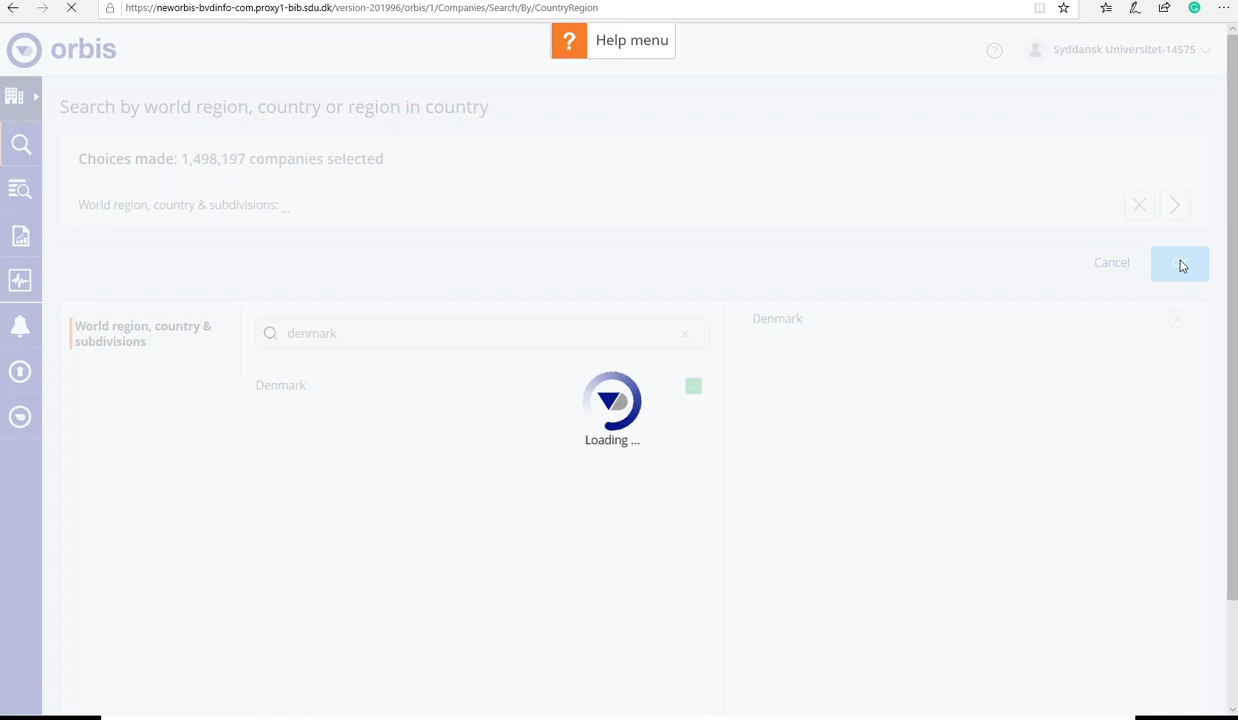 https://neworbis-bvdinfo-com.proxy1-bib.sdu.dk/version-201996/orbis/1/Companies/Search/By/CountryRegion
? Help menu
orbis
Syddansk Universitet-14575
Search by world region, country or region in country
Choices made: 1,498,197 companies selected
World region, country & subdivisions: ...
Cancel
World region, country &
subdivisions
denmark
Denmark
Denmark
Loading ...